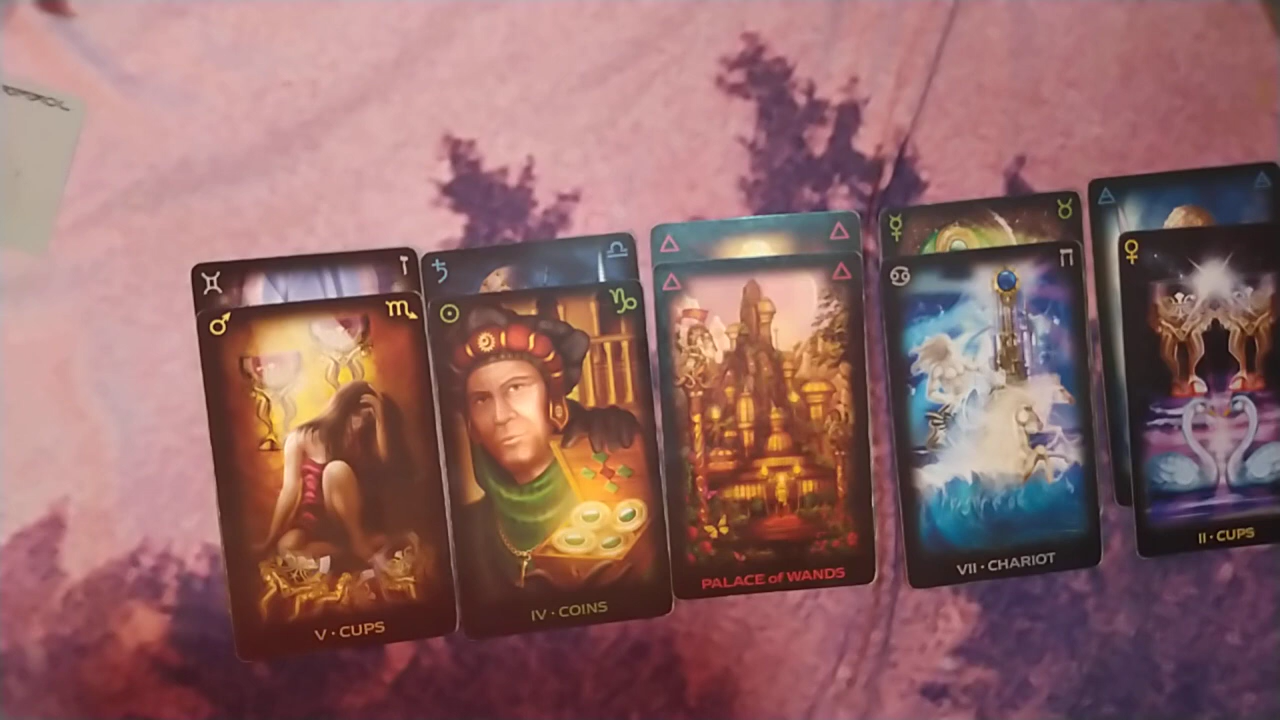 V·CUPS
IV·COINS
PALACE of WANDS
VII·CHARIOT
II·CUPS